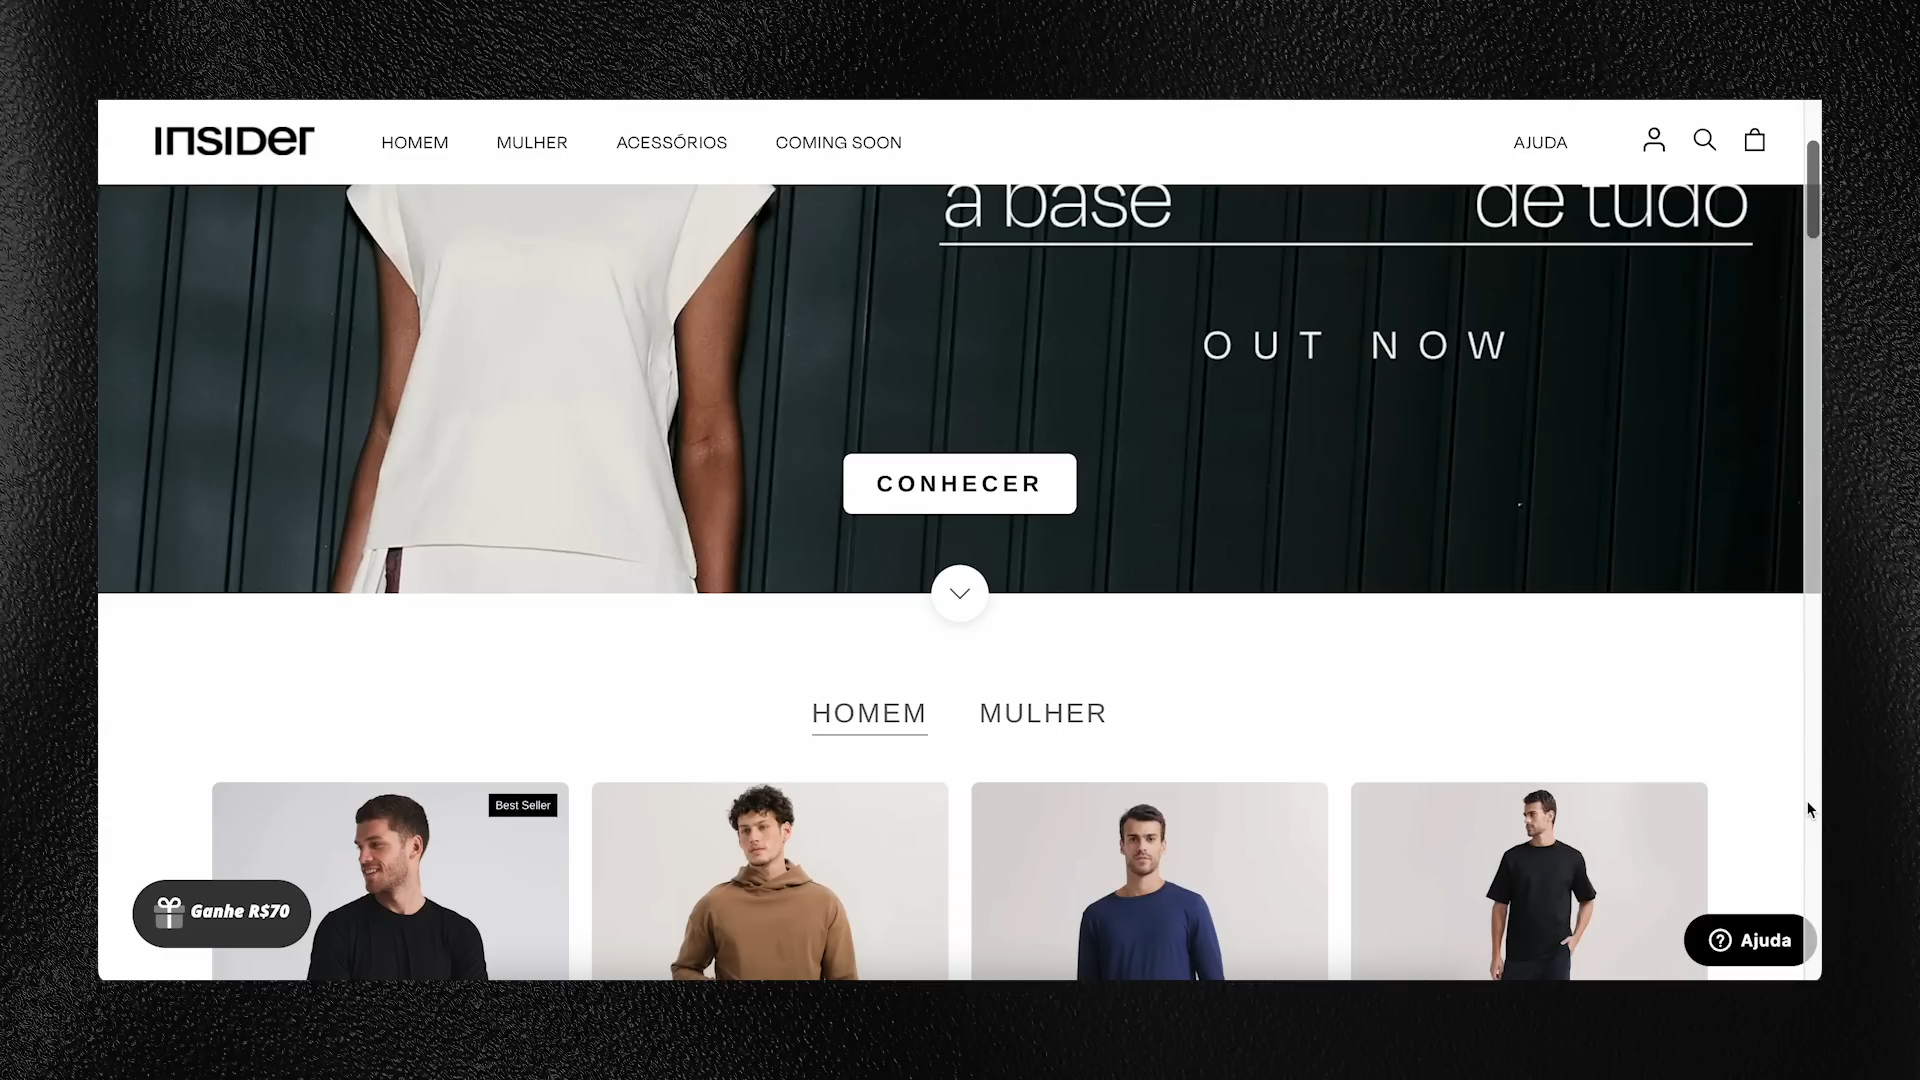 INSIDER
HOMEM
MULHER
ACESSÓRIOS
COMING SOON
AJUDA
a base de tudo
OUT NOW
CONHECER
HOMEM
MULHER
Best Seller
Ganhe R$70
Ajuda